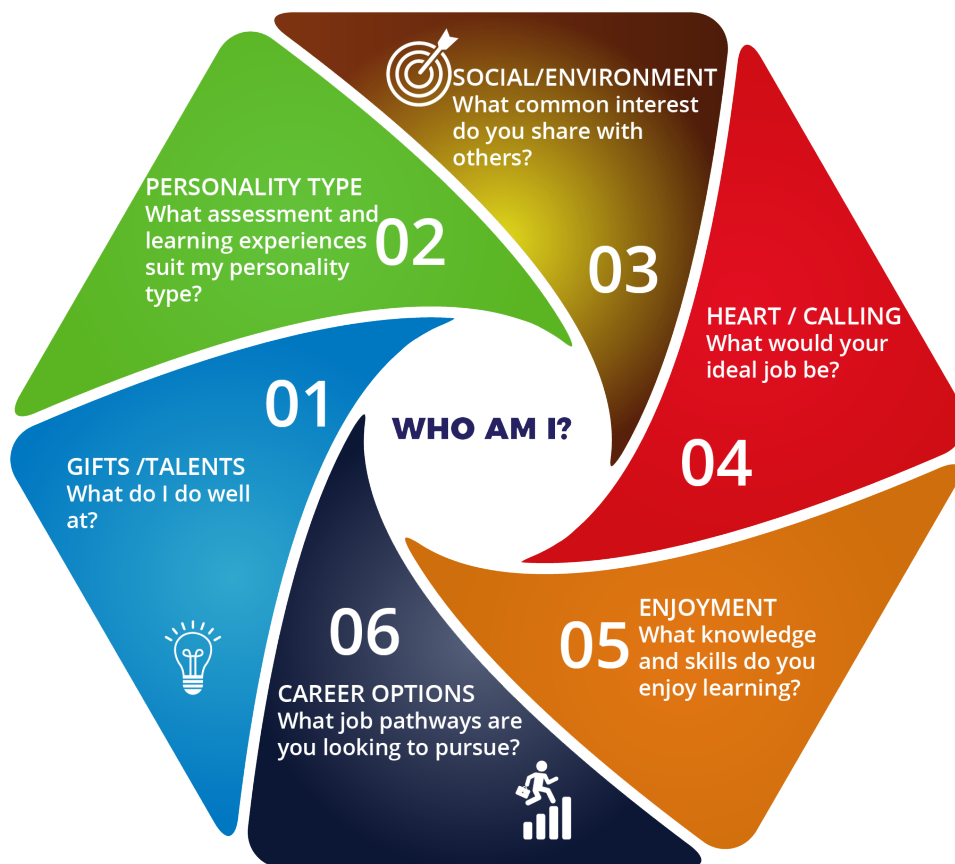 WHO AM I?
01
GIFTS /TALENTS
What do I do well
at?
02
PERSONALITY TYPE
What assessment and
learning experiences
suit my personality
type?
03
SOCIAL/ENVIRONMENT
What common interest
do you share with
others?
04
HEART / CALLING
What would your
ideal job be?
05
ENJOYMENT
What knowledge
and skills do you
enjoy learning?
06
CAREER OPTIONS
What job pathways are
you looking to pursue?